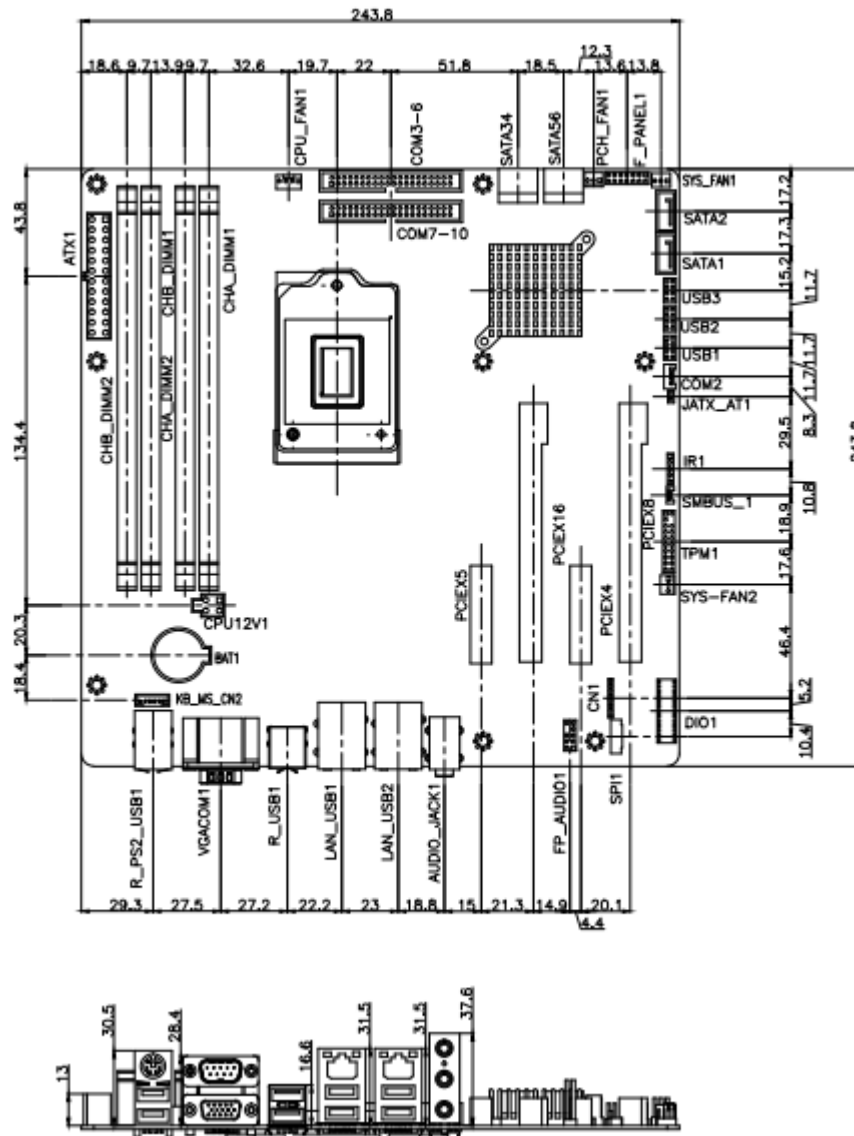 243.8
12.3
18.6 9.7 13.9 9.7 32.6 19.7 22 51.8 18.5 13.6 13.8
CPU_FAN1
COM3-6
SATA34
SATA56
PCH_FAN1
F_PANEL1
SYS_FAN1
17.2
43.8
ATX1
SATA2
17.3
COM7-10
CHB_DIMM1
CHA_DIMM1
SATA1
15.2
11.7
USB3
USB2
USB1
11.7
11.7
COM2
JATX_AT1
8.3
CHB_DIMM2
CHA_DIMM2
134.4
29.5
IR1
10.8
SMBUS_1
18.9
PCIEX5
PCIEX16
PCIEX4
PCIEX8
TPM1
17.6
SYS-FAN2
CPU12V1
20.3
BAT1
46.4
18.4
KB_MS_CN2
CN1
5.2
DIO1
10.4
R_PS2_USB1
VGACOM1
R_USB1
LAN_USB1
LAN_USB2
AUDIO_JACK1
FP_AUDIO1
SPI1
29.3 27.5 27.2 22.2 23 18.8 15 21.3 14.9 20.1
4.4
13
30.5
28.4
16.6
31.5
31.5
37.6